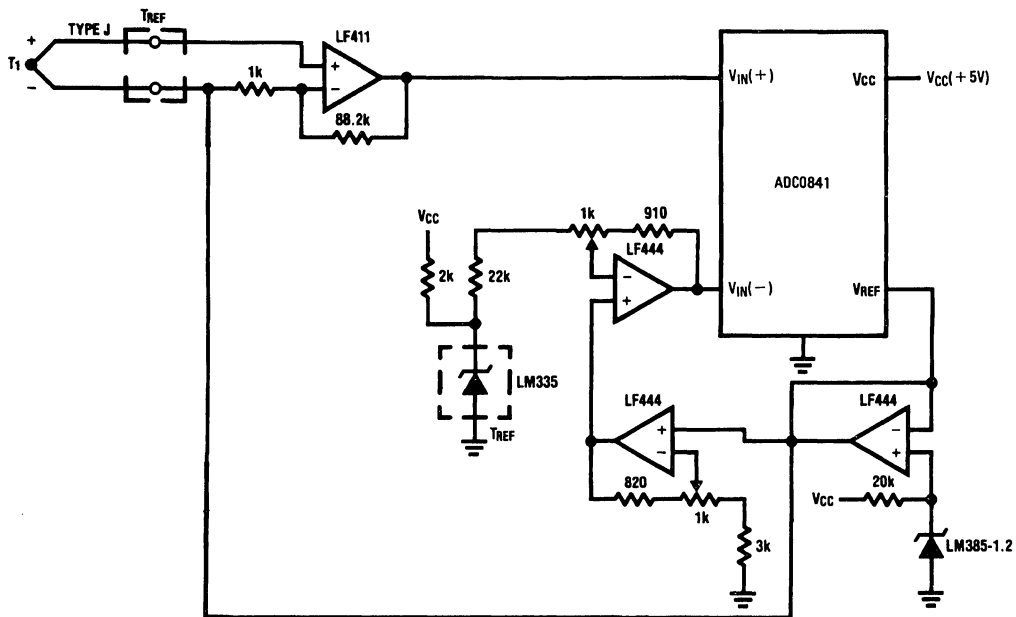 TYPE J
TREF
LF411
+
T1
−
+
−
1k
88.2k
VIN(+)
VCC
VCC(+5V)
ADC0841
VCC
1k
910
LF444
2k
22k
−
+
VIN(−)
VREF
LM335
TREF
LF444
LF444
+
−
−
+
820
1k
3k
VCC
20k
LM385-1.2